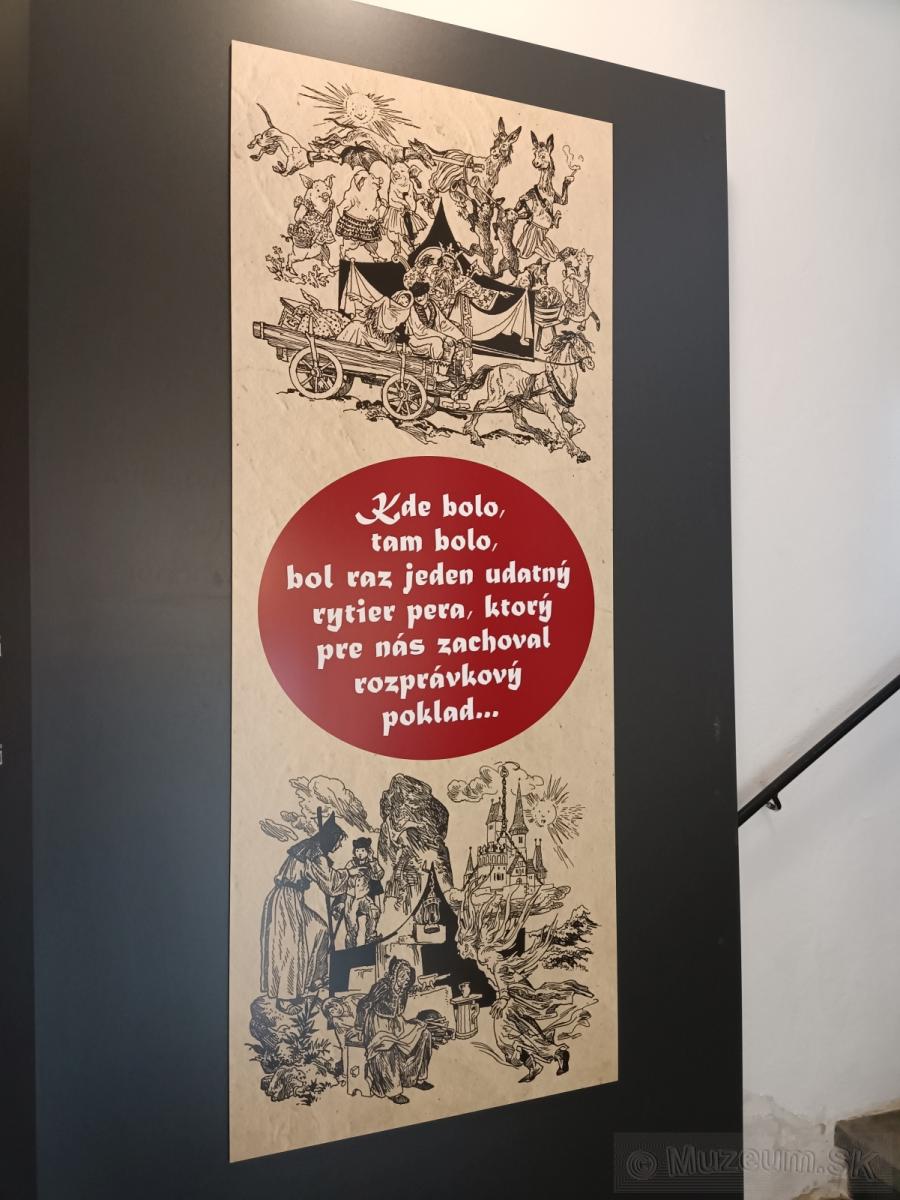 Kde bolo,
tam bolo,
bol raz jeden udatný
rytier pera, ktorý
pre nás zachoval
rozprávkový
poklad...
© Muzeum.SK